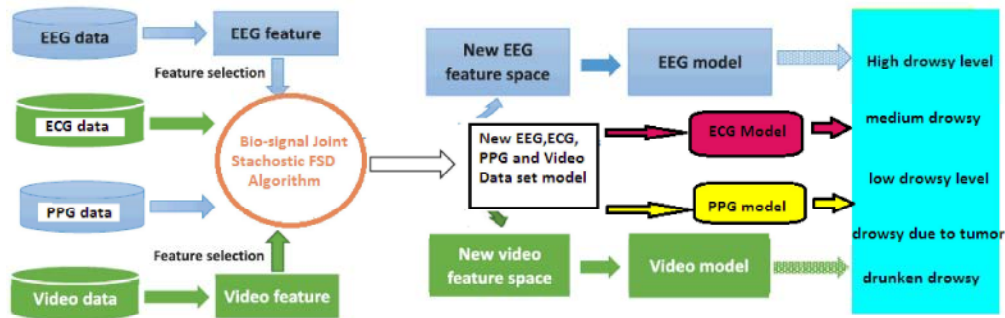 EEG data
EEG feature
Feature selection
ECG data
Bio-signal Joint
Stachostic FSD
Algorithm
PPG data
Feature selection
Video data
Video feature
New EEG
feature space
EEG model
New EEG,ECG,
PPG and Video
Data set model
ECG Model
PPG model
New video
feature space
Video model
High drowsy level
medium drowsy
low drowsy level
drowsy due to tumor
drunken drowsy